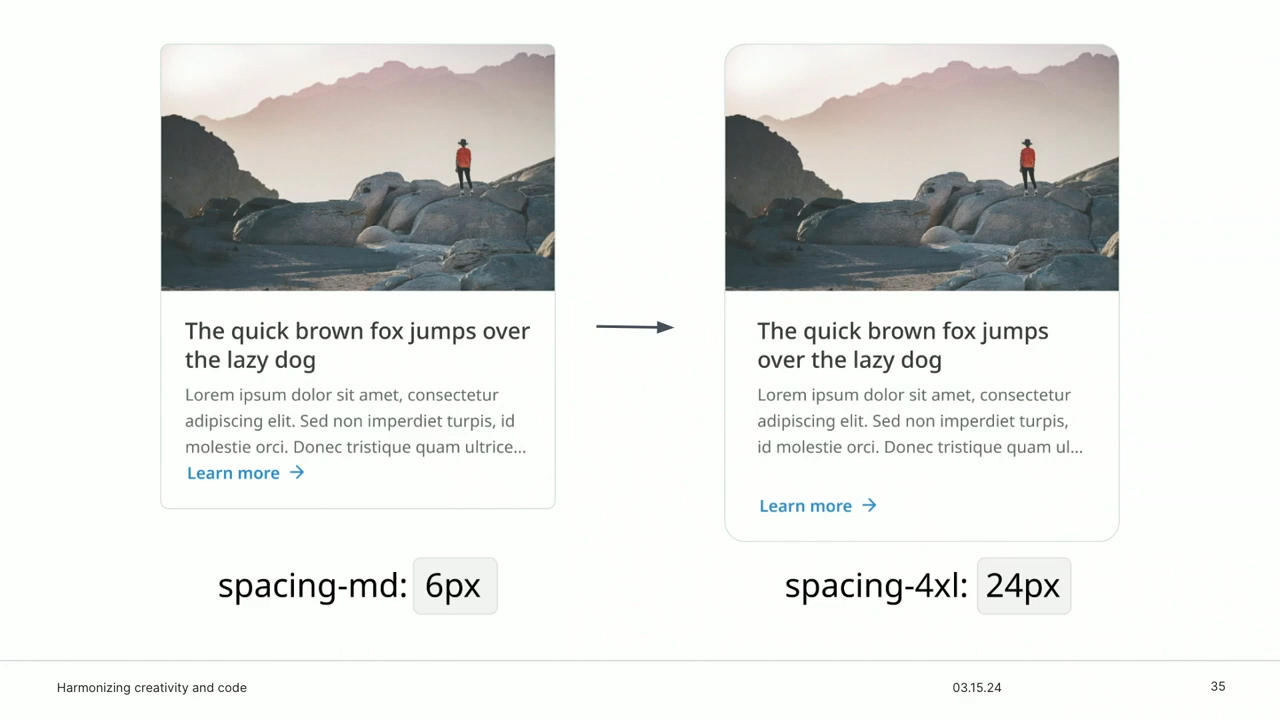 The quick brown fox jumps over
the lazy dog
Lorem ipsum dolor sit amet, consectetur
adipiscing elit. Sed non imperdiet turpis, id
molestie orci. Donec tristique quam ultrice...
Learn more
spacing-md: 6px
The quick brown fox jumps
over the lazy dog
Lorem ipsum dolor sit amet, consectetur
adipiscing elit. Sed non imperdiet turpis,
id molestie orci. Donec tristique quam ul...
Learn more
spacing-4xl: 24px
Harmonizing creativity and code
03.15.24
35